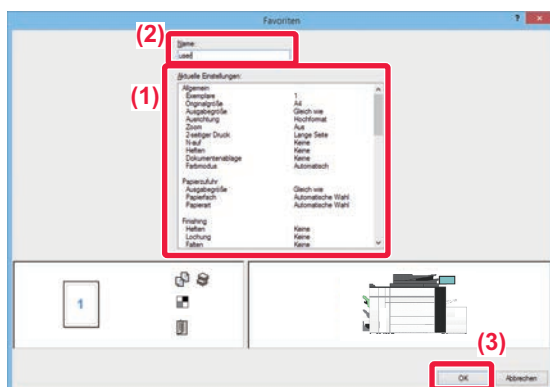 Favoriten
?
(2)
Name:
used
(1)
Aktuelle Einstellungen:
Allgemein
Exemplare 1
Originalgröße A4
Ausgabegröße Gleich wie
Ausrichtung Hochformat
Zoom Aus
2-seitiger Druck Lange Seite
N-auf Keine
Heften Keine
Dokumentenablage Keine
Farbmodus Automatisch
Papierzufuhr
Ausgabegröße Gleich wie
Papierfach Automatische Wahl
Papierart Automatische Wahl
Finishing
Heften Keine
Lochung Keine
Falten Keine
1
(3)
OK Abbrechen